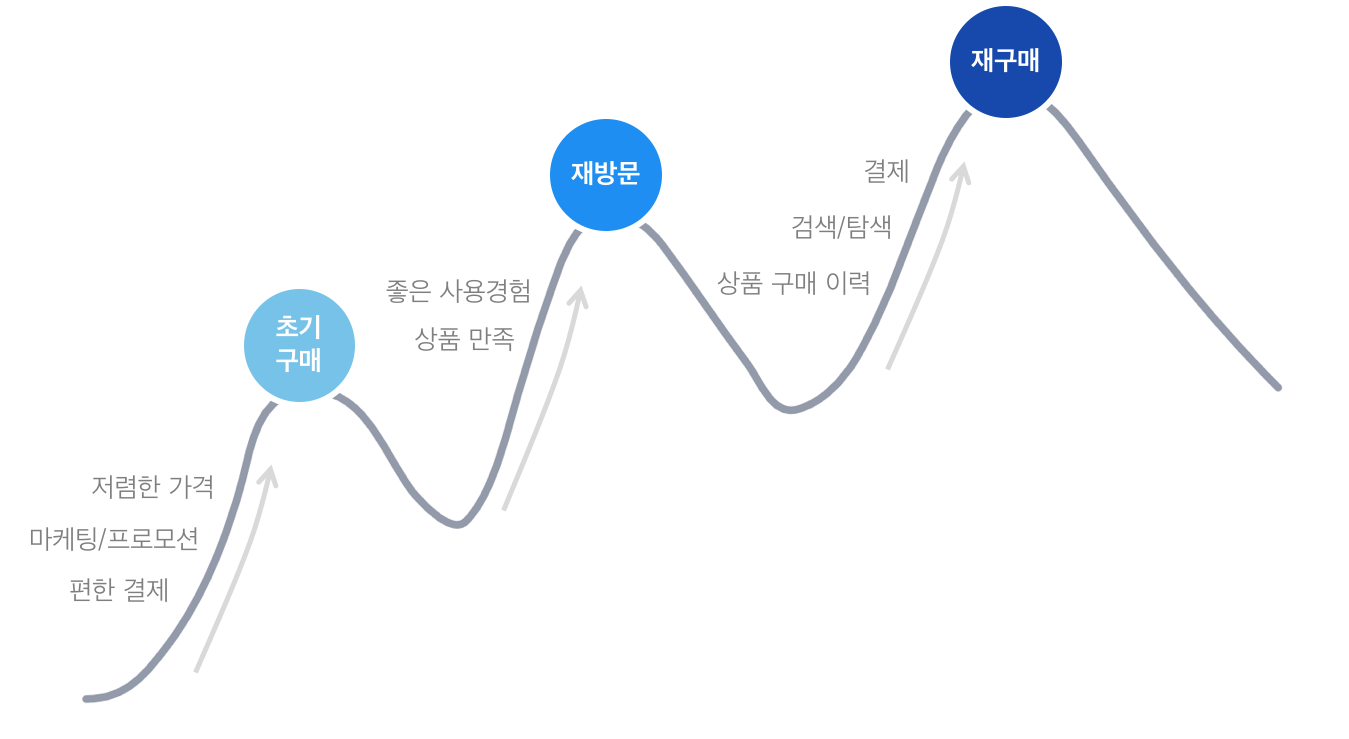 초기
구매
저렴한 가격
마케팅/프로모션
편한 결제
재방문
좋은 사용경험
상품 만족
재구매
결제
검색/탐색
상품 구매 이력